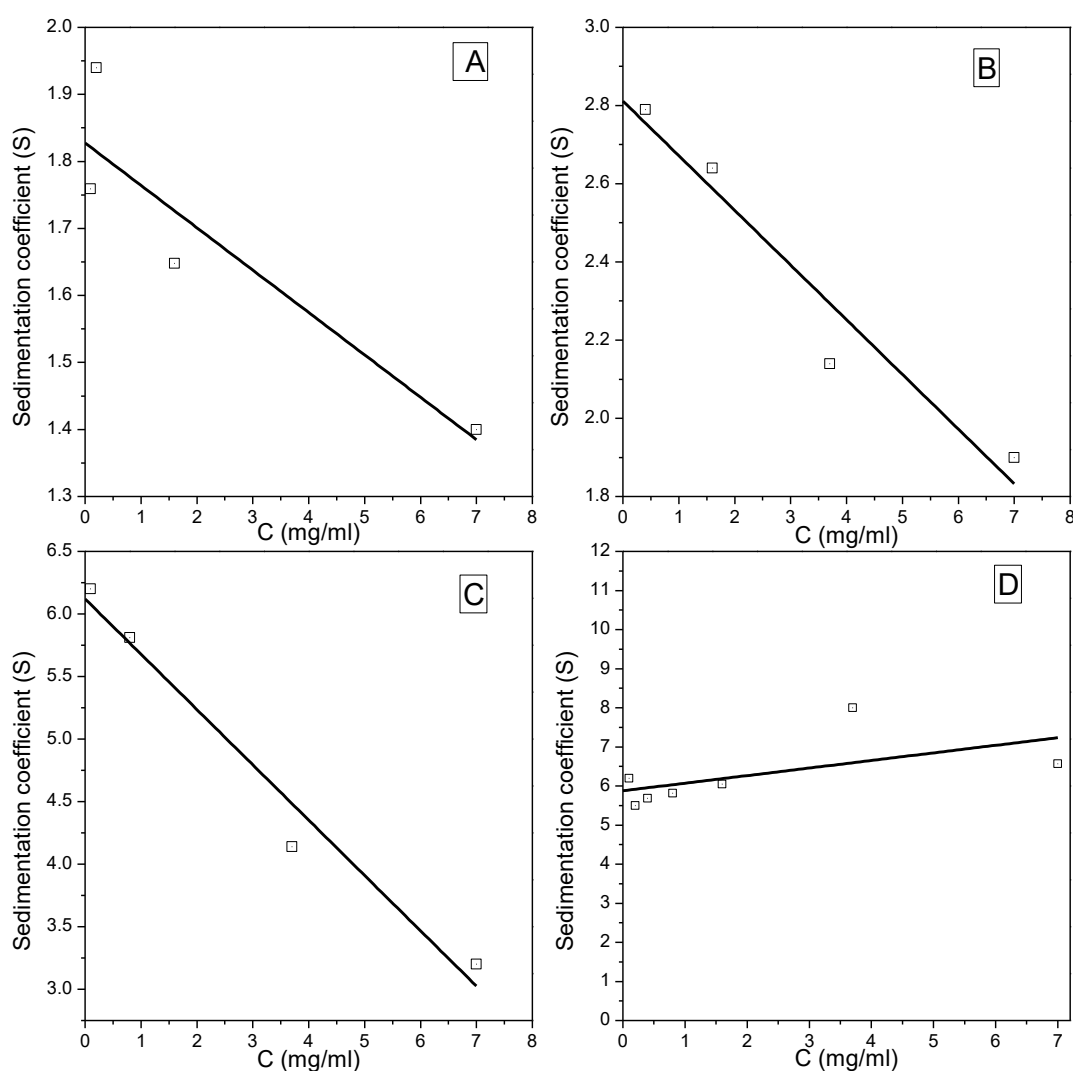 A
Sedimentation coefficient (S)
2.0
1.9
1.8
1.7
1.6
1.5
1.4
1.3
0 1 2 3 4 5 6 7 8
C (mg/ml)
B
Sedimentation coefficient (S)
3.0
2.8
2.6
2.4
2.2
2.0
1.8
0 1 2 3 4 5 6 7 8
C (mg/ml)
C
Sedimentation coefficient (S)
6.5
6.0
5.5
5.0
4.5
4.0
3.5
3.0
0 1 2 3 4 5 6 7 8
C (mg/ml)
D
Sedimentation coefficient (S)
12
11
10
9
8
7
6
5
4
3
2
1
0
0 1 2 3 4 5 6 7
C (mg/ml)